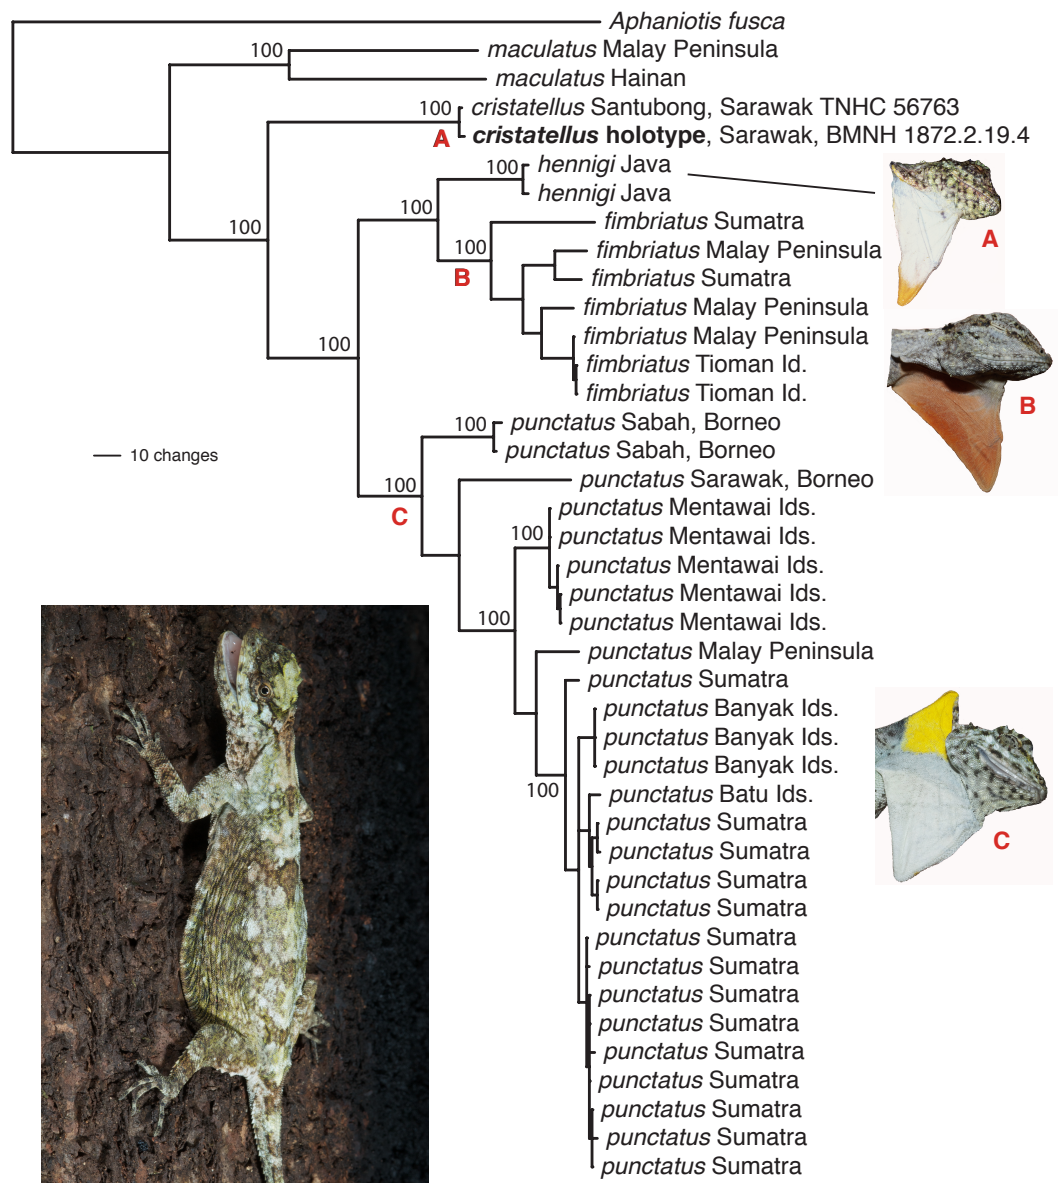 Aphaniotis fusca
100
maculatus Malay Peninsula
maculatus Hainan
100
cristatellus Santubong, Sarawak TNHC 56763
A
cristatellus holotype, Sarawak, BMNH 1872.2.19.4
100
hennigi Java
hennigi Java
A
100
100
fimbriatus Sumatra
100
B
fimbriatus Malay Peninsula
fimbriatus Sumatra
fimbriatus Malay Peninsula
100
fimbriatus Malay Peninsula
fimbriatus Tioman Id.
fimbriatus Tioman Id.
B
100
punctatus Sabah, Borneo
punctatus Sabah, Borneo
10 changes
100
C
punctatus Sarawak, Borneo
punctatus Mentawai Ids.
100
punctatus Mentawai Ids.
punctatus Mentawai Ids.
punctatus Mentawai Ids.
100
punctatus Mentawai Ids.
punctatus Malay Peninsula
punctatus Sumatra
punctatus Banyak Ids.
punctatus Banyak Ids.
punctatus Banyak Ids.
100
punctatus Batu Ids.
punctatus Sumatra
punctatus Sumatra
C
punctatus Sumatra
punctatus Sumatra
punctatus Sumatra
punctatus Sumatra
punctatus Sumatra
punctatus Sumatra
punctatus Sumatra
punctatus Sumatra
punctatus Sumatra
punctatus Sumatra
punctatus Sumatra